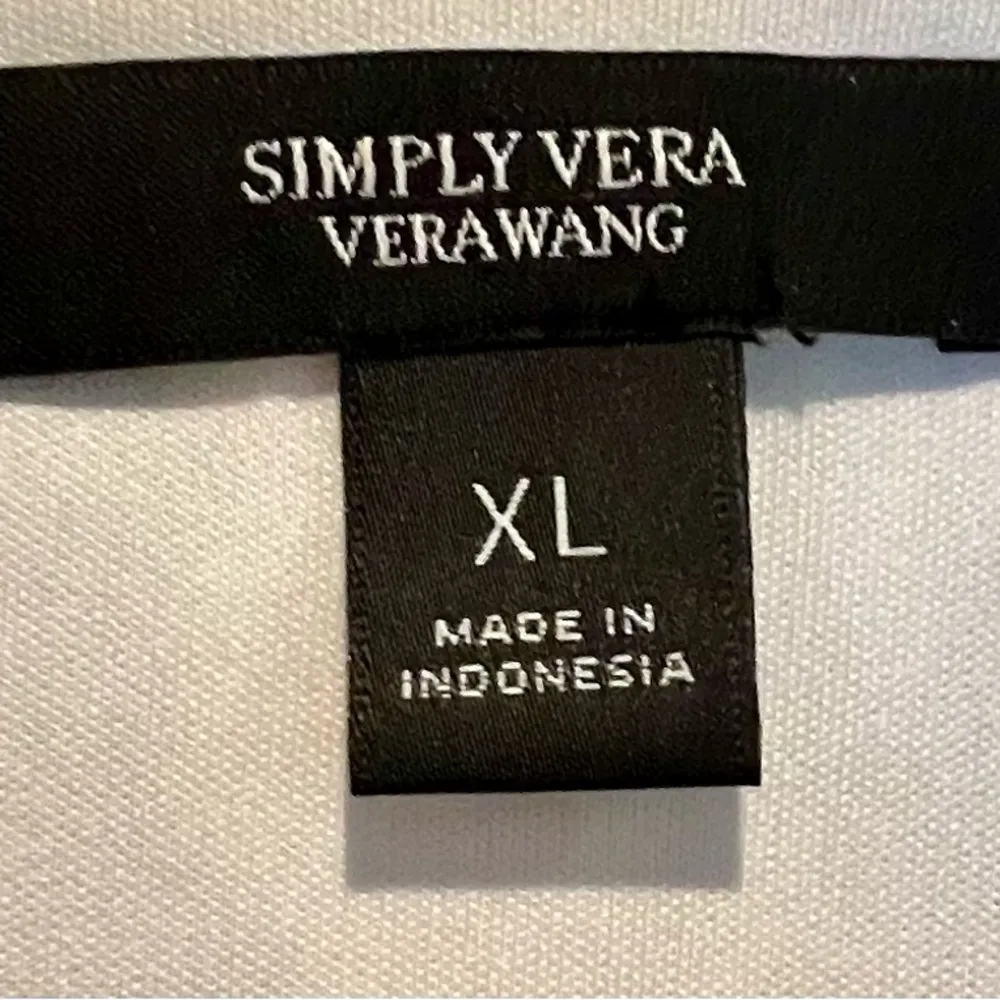 SIMPLY VERA
VERAWANG
XL
MADE IN
INDONESIA